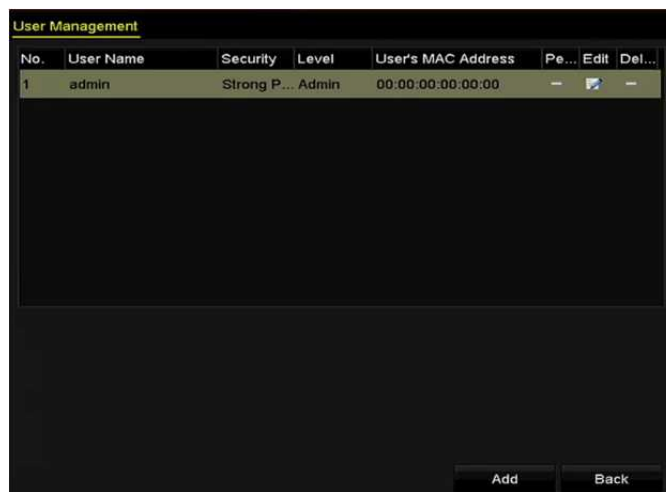 User Management
No. User Name Security Level User's MAC Address Pe... Edit Del...
1 admin Strong P... Admin 00:00:00:00:00:00
Add Back